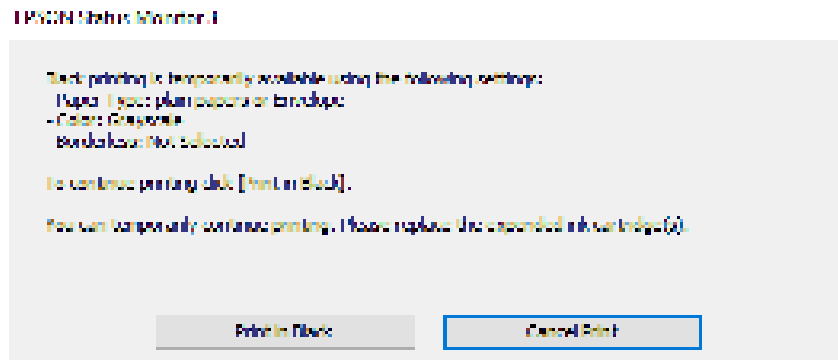 EPSON Status Monitor 3
Black printing is temporarily available using the following settings:
- Paper Type: plain papers or Envelope
- Color: Grayscale
- Borderless: Not Selected
To continue printing click [Print in Black].
You can temporarily continue printing. Please replace the expended ink cartridge(s).
Print in Black
Cancel Print